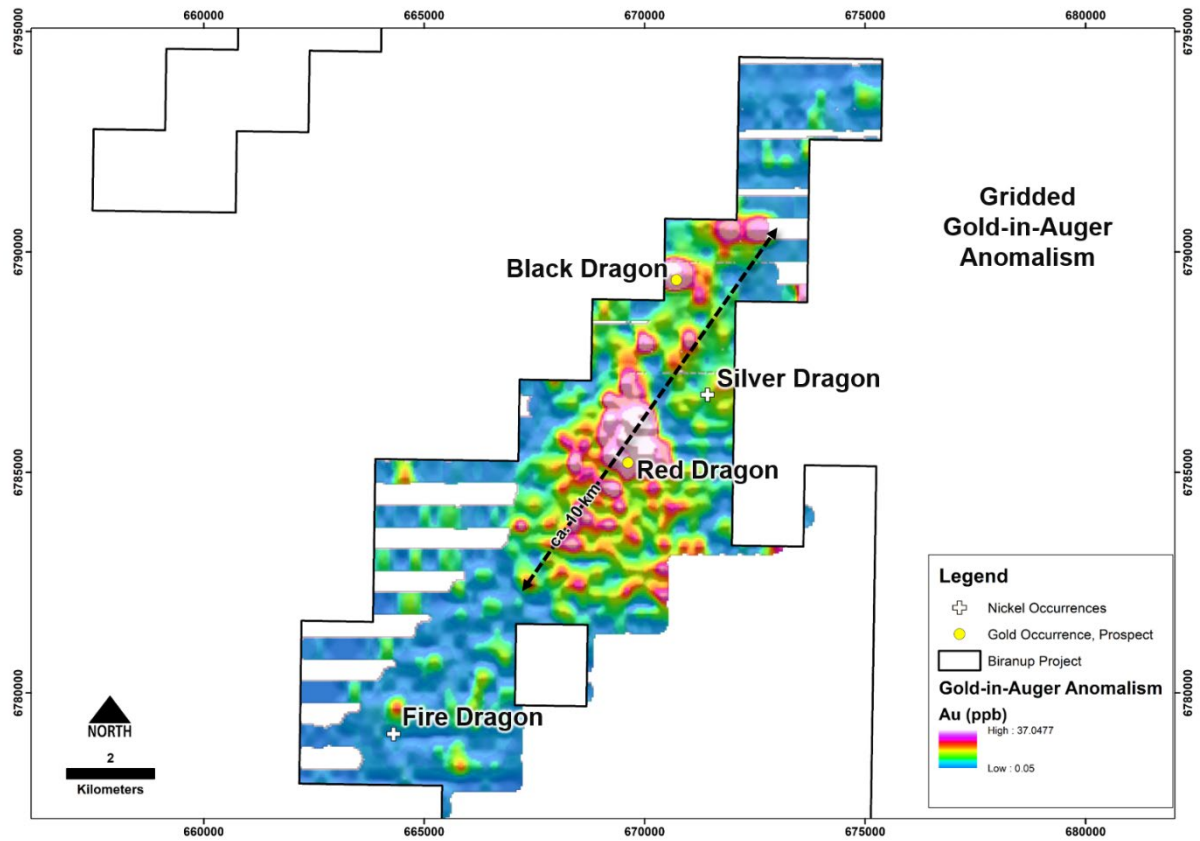 660000
665000
670000
675000
680000
6795000
6795000
Gridded
Gold-in-Auger
Anomalism
6790000
6790000
Black Dragon
Silver Dragon
Red Dragon
ca. 10 km
6785000
6785000
Legend
Nickel Occurrences
Gold Occurrence, Prospect
Biranup Project
Gold-in-Auger Anomalism
Au (ppb)
High : 37.0477
Low : 0.05
6780000
6780000
Fire Dragon
NORTH
2
Kilometers
660000
665000
670000
675000
680000